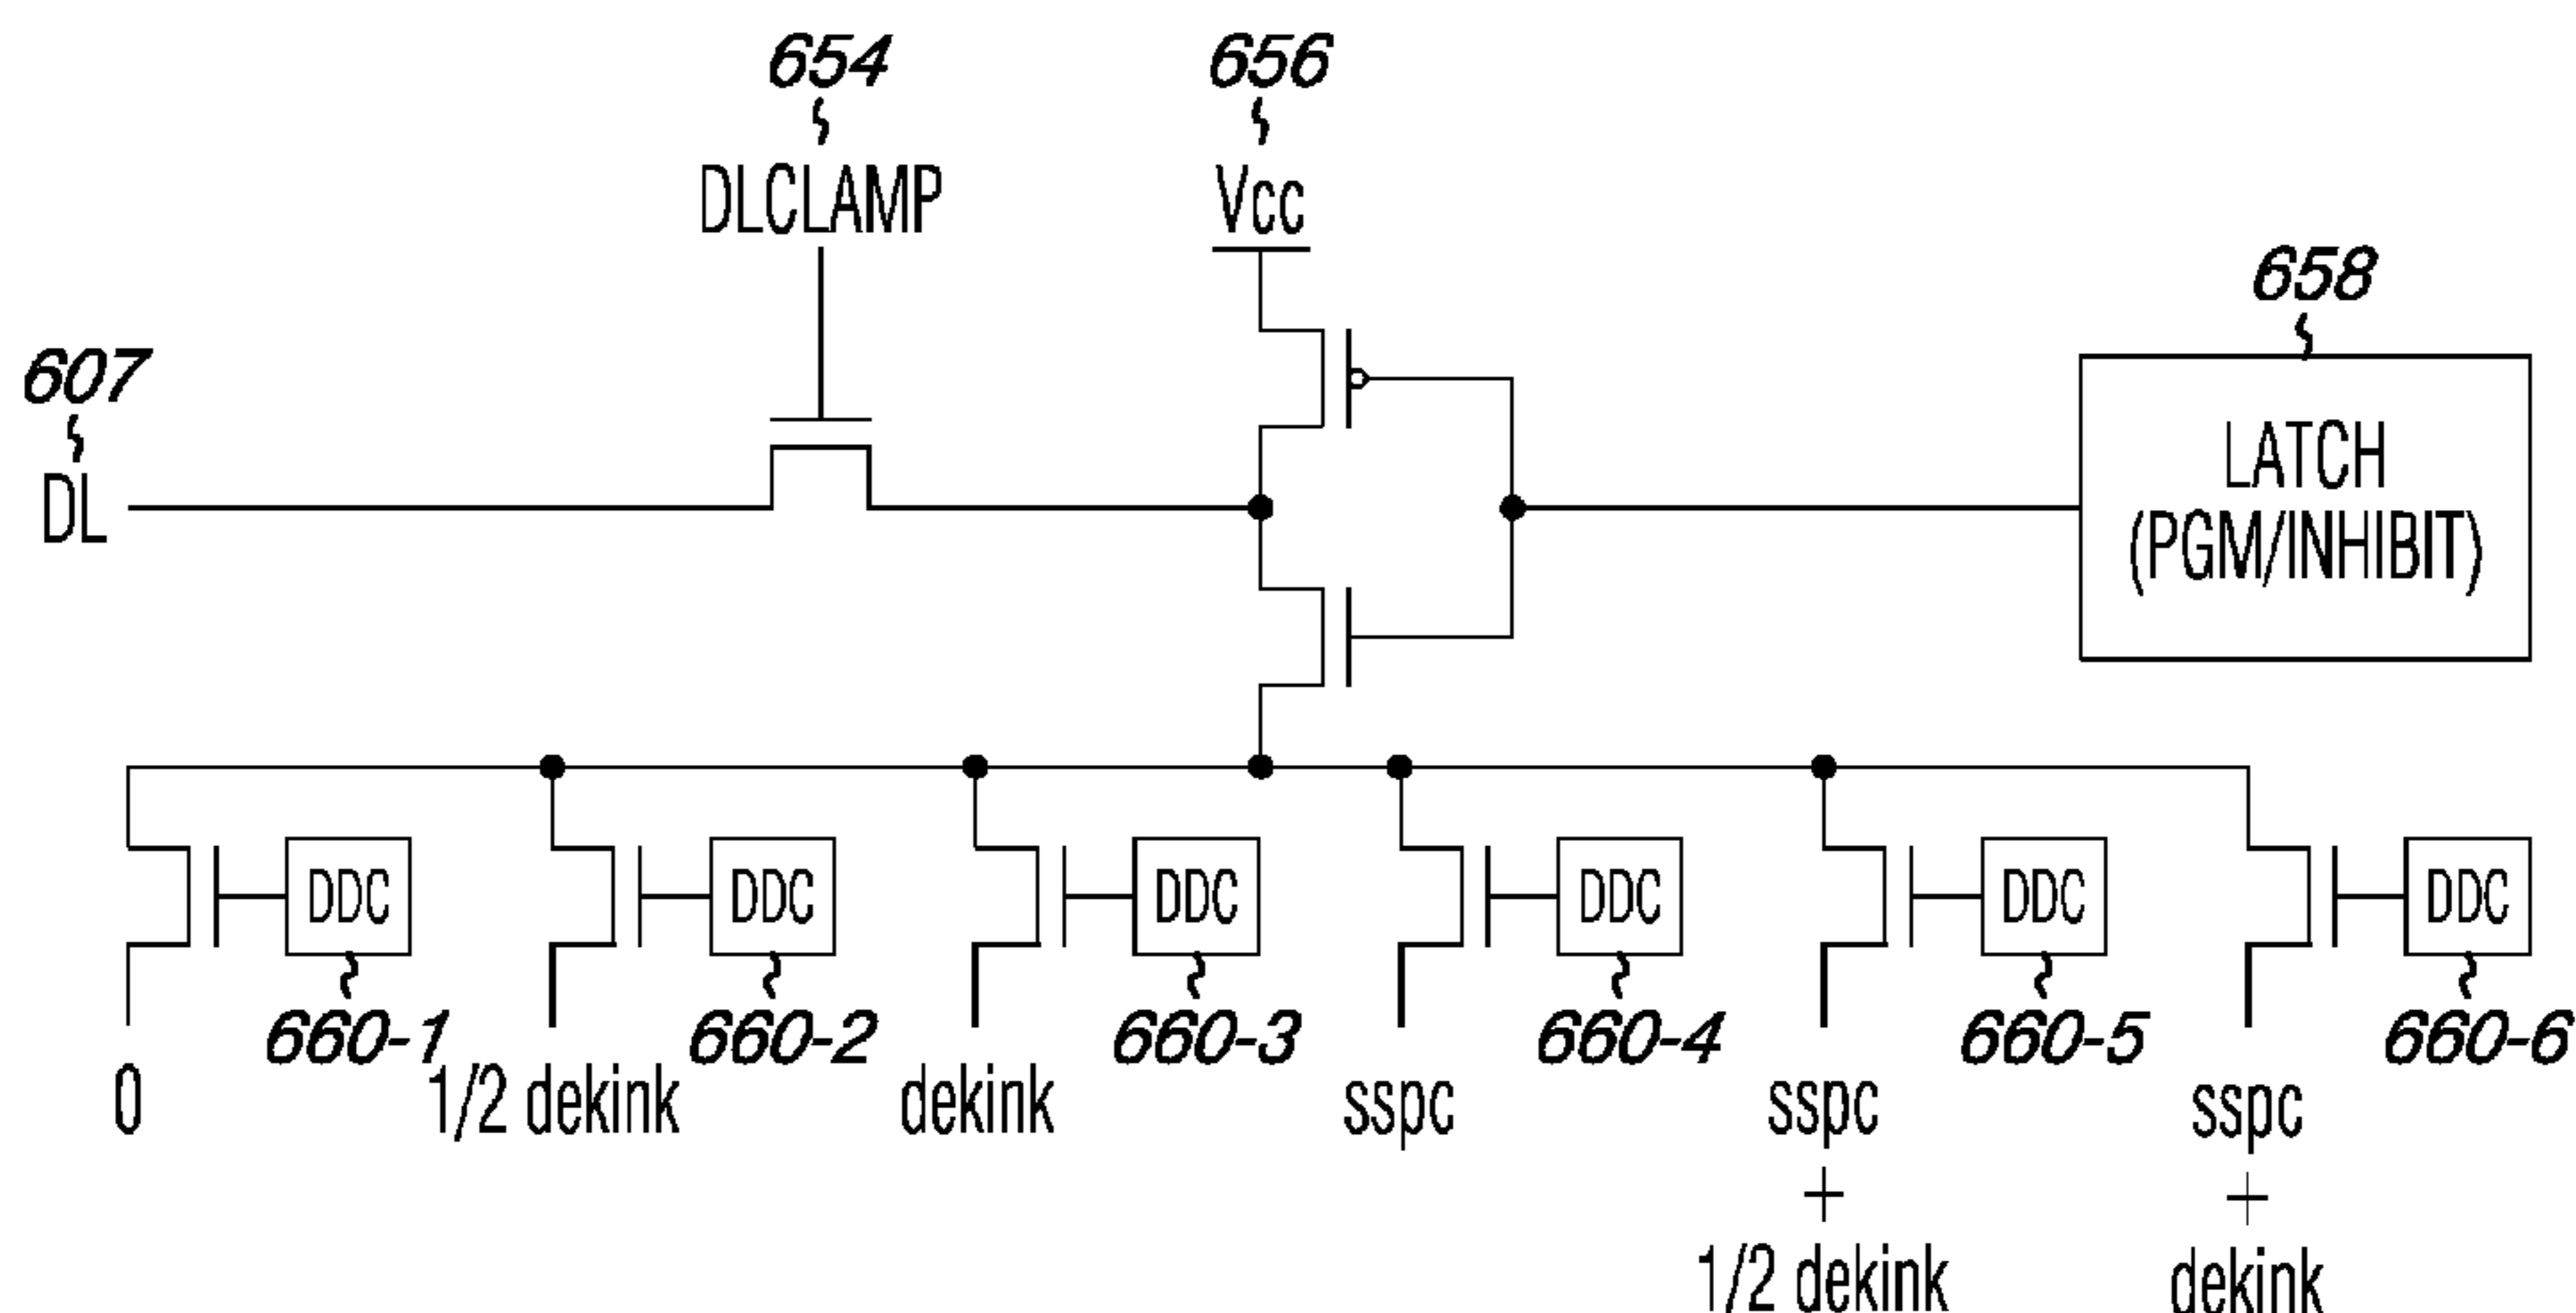 654
656
DLCLAMP
Vcc
658
607
DL
LATCH
(PGM/INHIBIT)
DDC
DDC
DDC
DDC
DDC
DDC
660-1
660-2
660-3
660-4
660-5
660-6
0
1/2 dekink
dekink
sspc
sspc
+
1/2 dekink
sspc
+
dekink